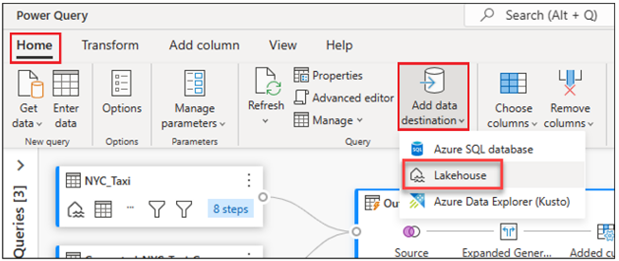 Power Query
Search (Alt + Q)
Home Transform Add column View Help
Get data
Enter data
Options
Manage parameters
Refresh
Properties
Advanced editor
Manage
Add data destination
Choose columns
Remove columns
New query
Options
Parameters
Query
Azure SQL database
Lakehouse
Azure Data Explorer (Kusto)
Queries [3]
NYC_Taxi
8 steps
Ou
Source
Expanded Gener...
Added cu